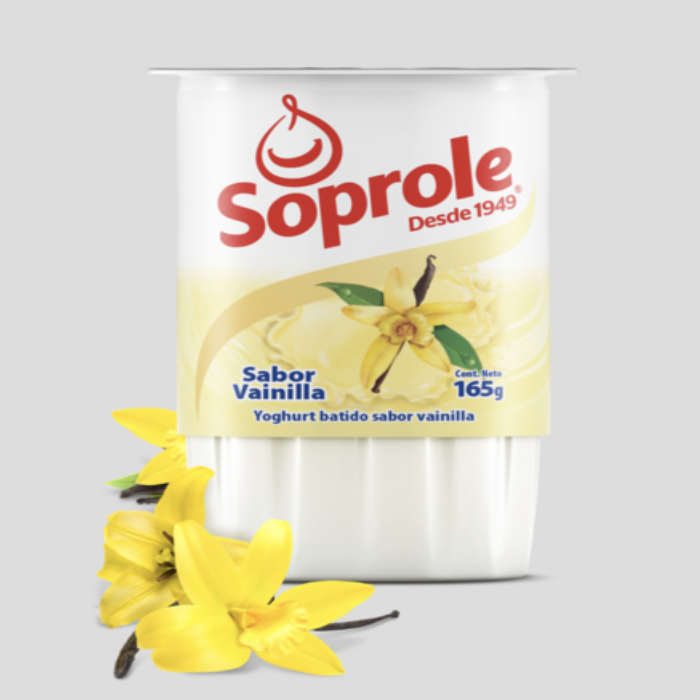 Soprole®
Desde 1949
Sabor
Vainilla
Cont. Neto
165g
Yoghurt batido sabor vainilla